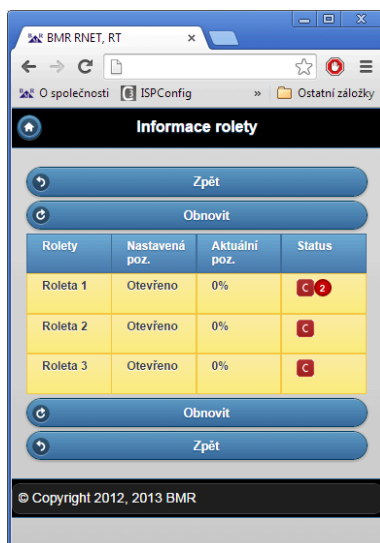 BMR RNET, RT
O společnosti ISPConfig » Ostatní záložky
Informace rolety
Zpět
Obnovit
Rolety Nastavená poz. Aktuální poz. Status
Roleta 1 Otevřeno 0% C 2
Roleta 2 Otevřeno 0% C
Roleta 3 Otevřeno 0% C
Obnovit
Zpět
© Copyright 2012, 2013 BMR